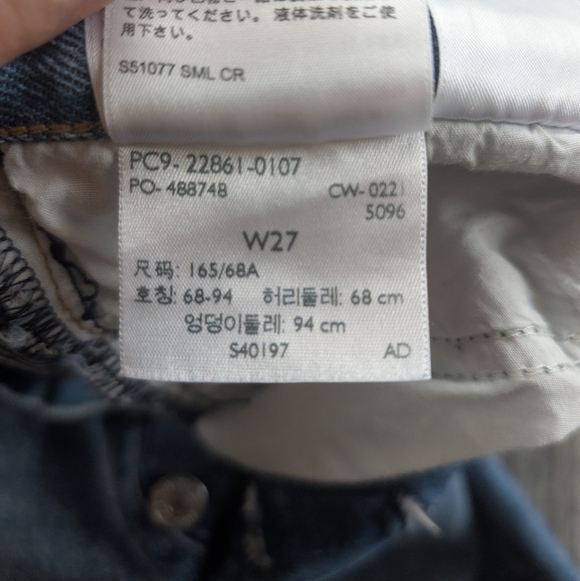 て洗ってください。液体洗剤をご使
用下さい。
S51077 SML CR
PC9-22861-0107
PO-488748 CW-0221
5096
W27
尺码: 165/68A
호칭: 68-94 허리둘레: 68 cm
엉덩이둘레: 94 cm
S40197 AD